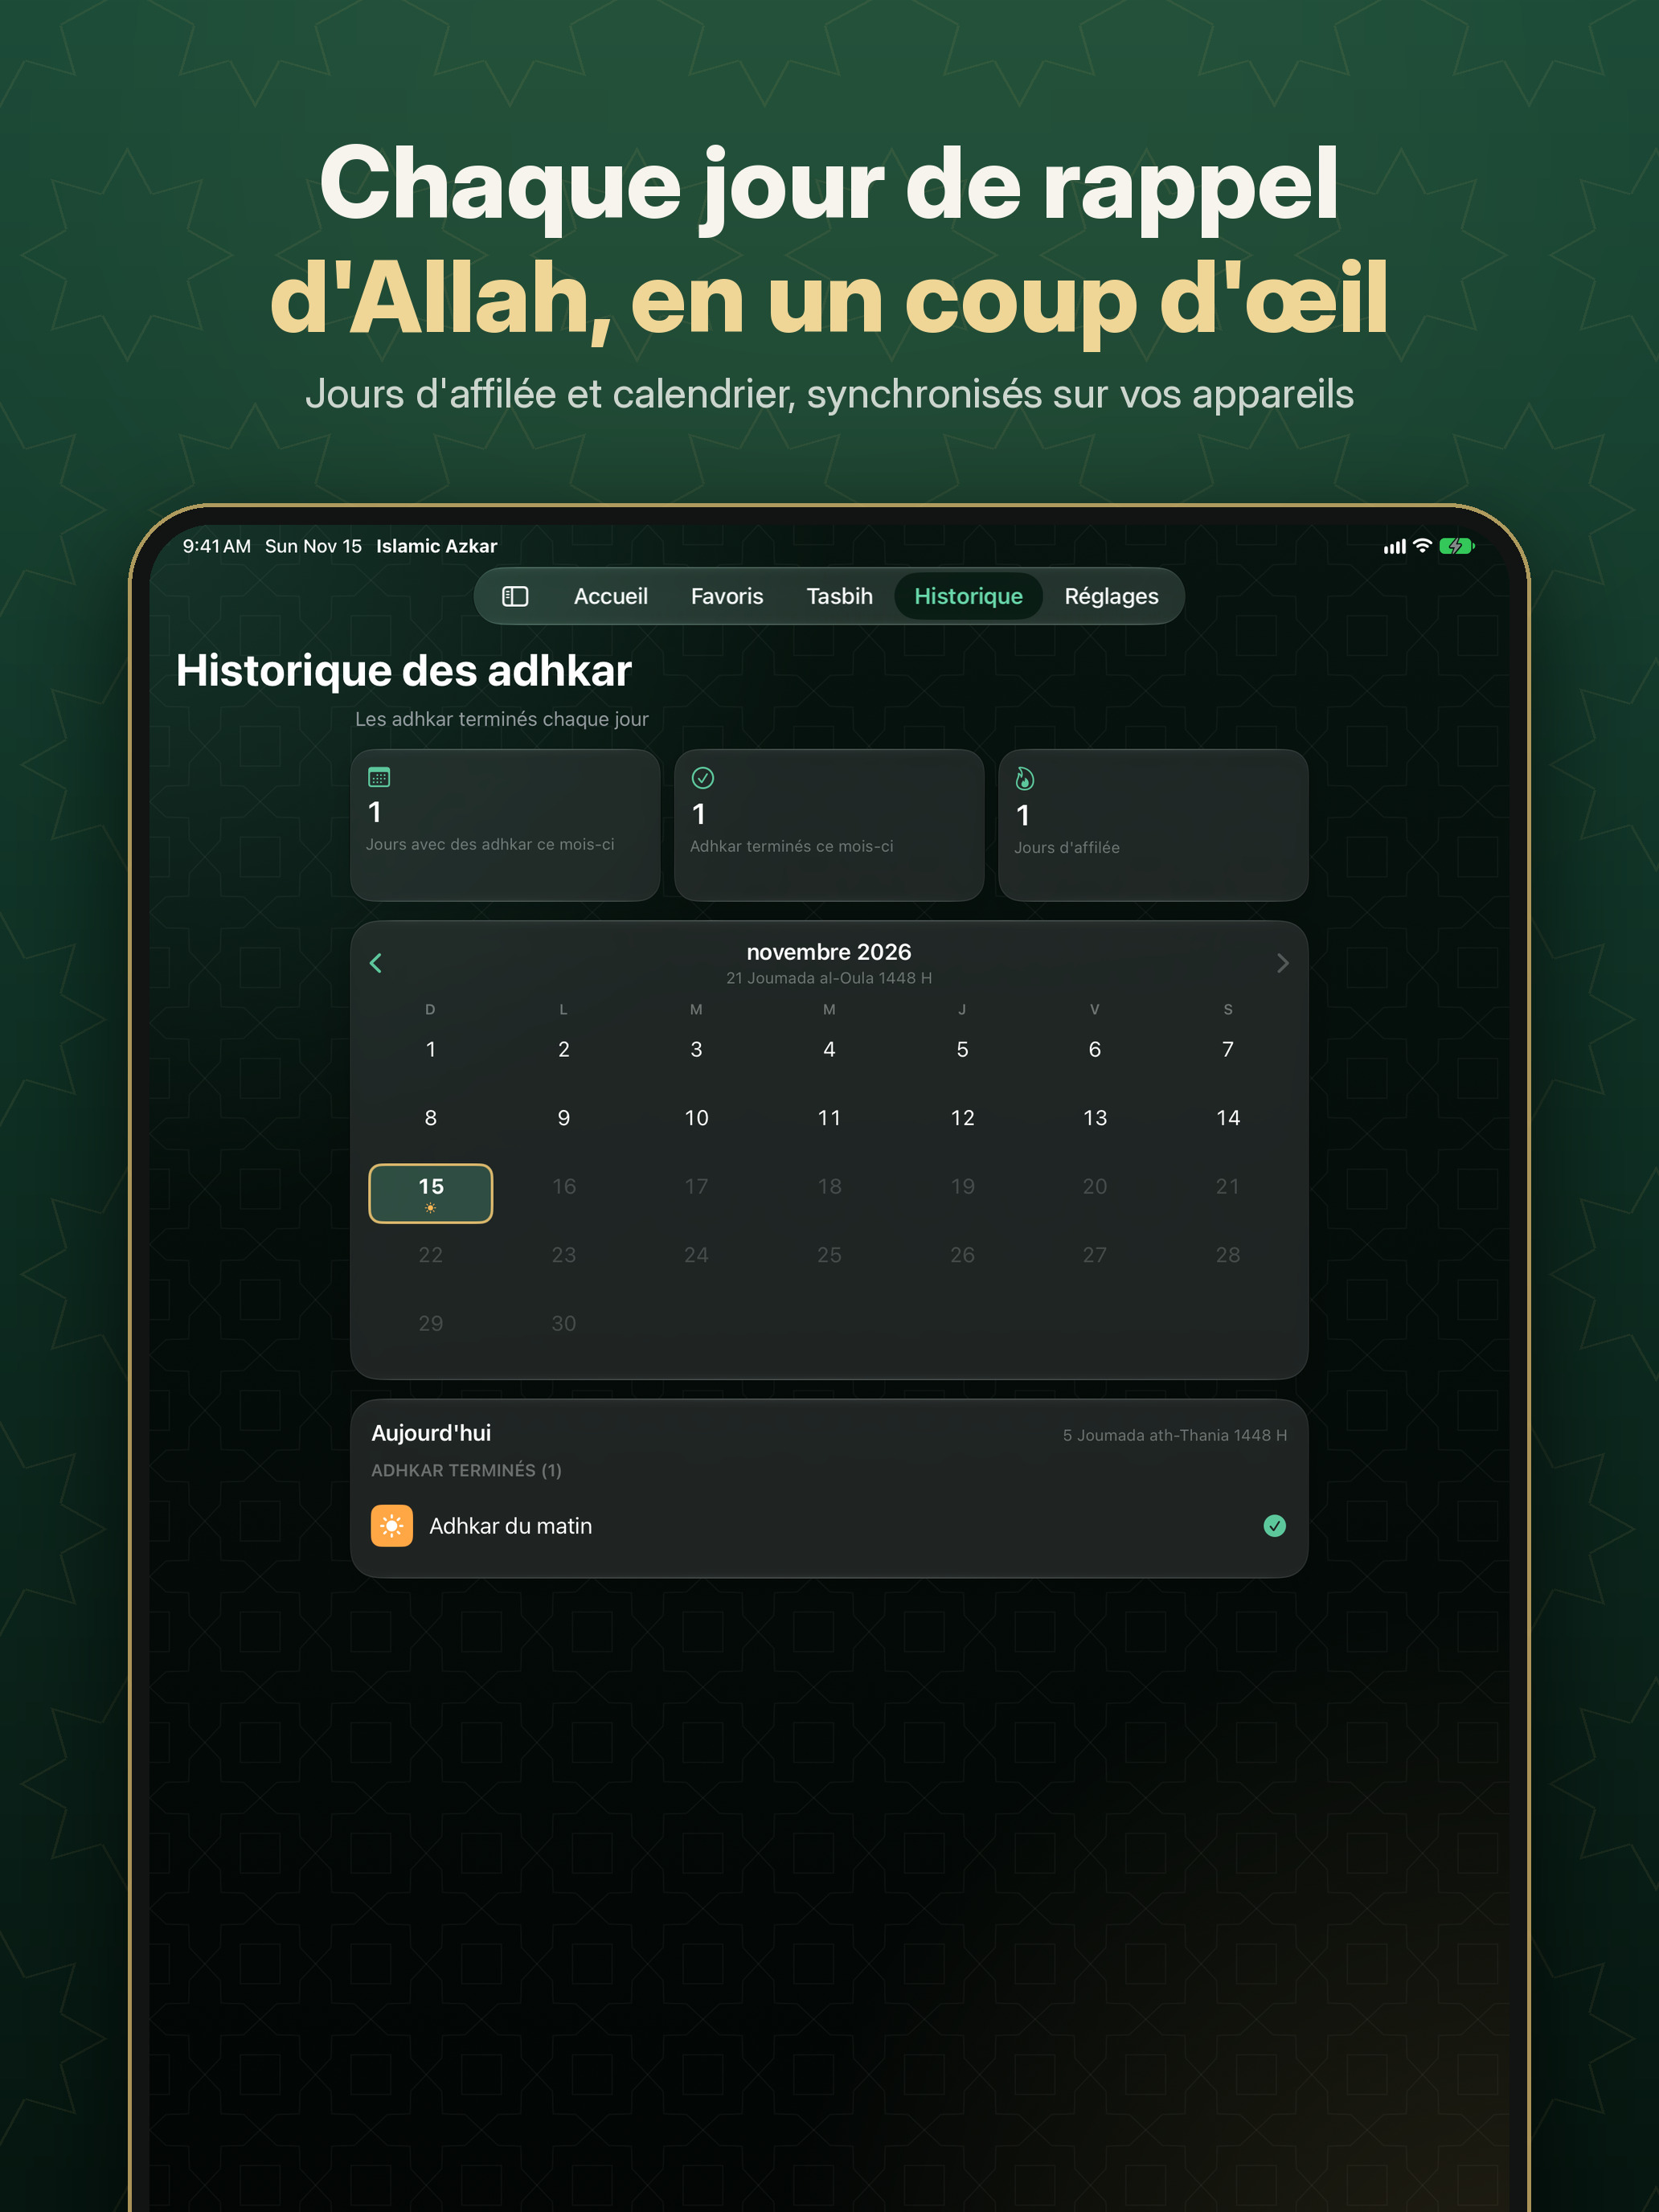 Chaque jour de rappel
d'Allah, en un coup d'œil
Jours d'affilée et calendrier, synchronisés sur vos appareils
9:41 AM Sun Nov 15 Islamic Azkar
Accueil Favoris Tasbih Historique Réglages
Historique des adhkar
Les adhkar terminés chaque jour
1
Jours avec des adhkar ce mois-ci
1
Adhkar terminés ce mois-ci
1
Jours d'affilée
novembre 2026
21 Joumada al-Oula 1448 H
D L M M J V S
1 2 3 4 5 6 7
8 9 10 11 12 13 14
15 16 17 18 19 20 21
22 23 24 25 26 27 28
29 30
Aujourd'hui 5 Joumada ath-Thania 1448 H
ADHKAR TERMINÉS (1)
Adhkar du matin